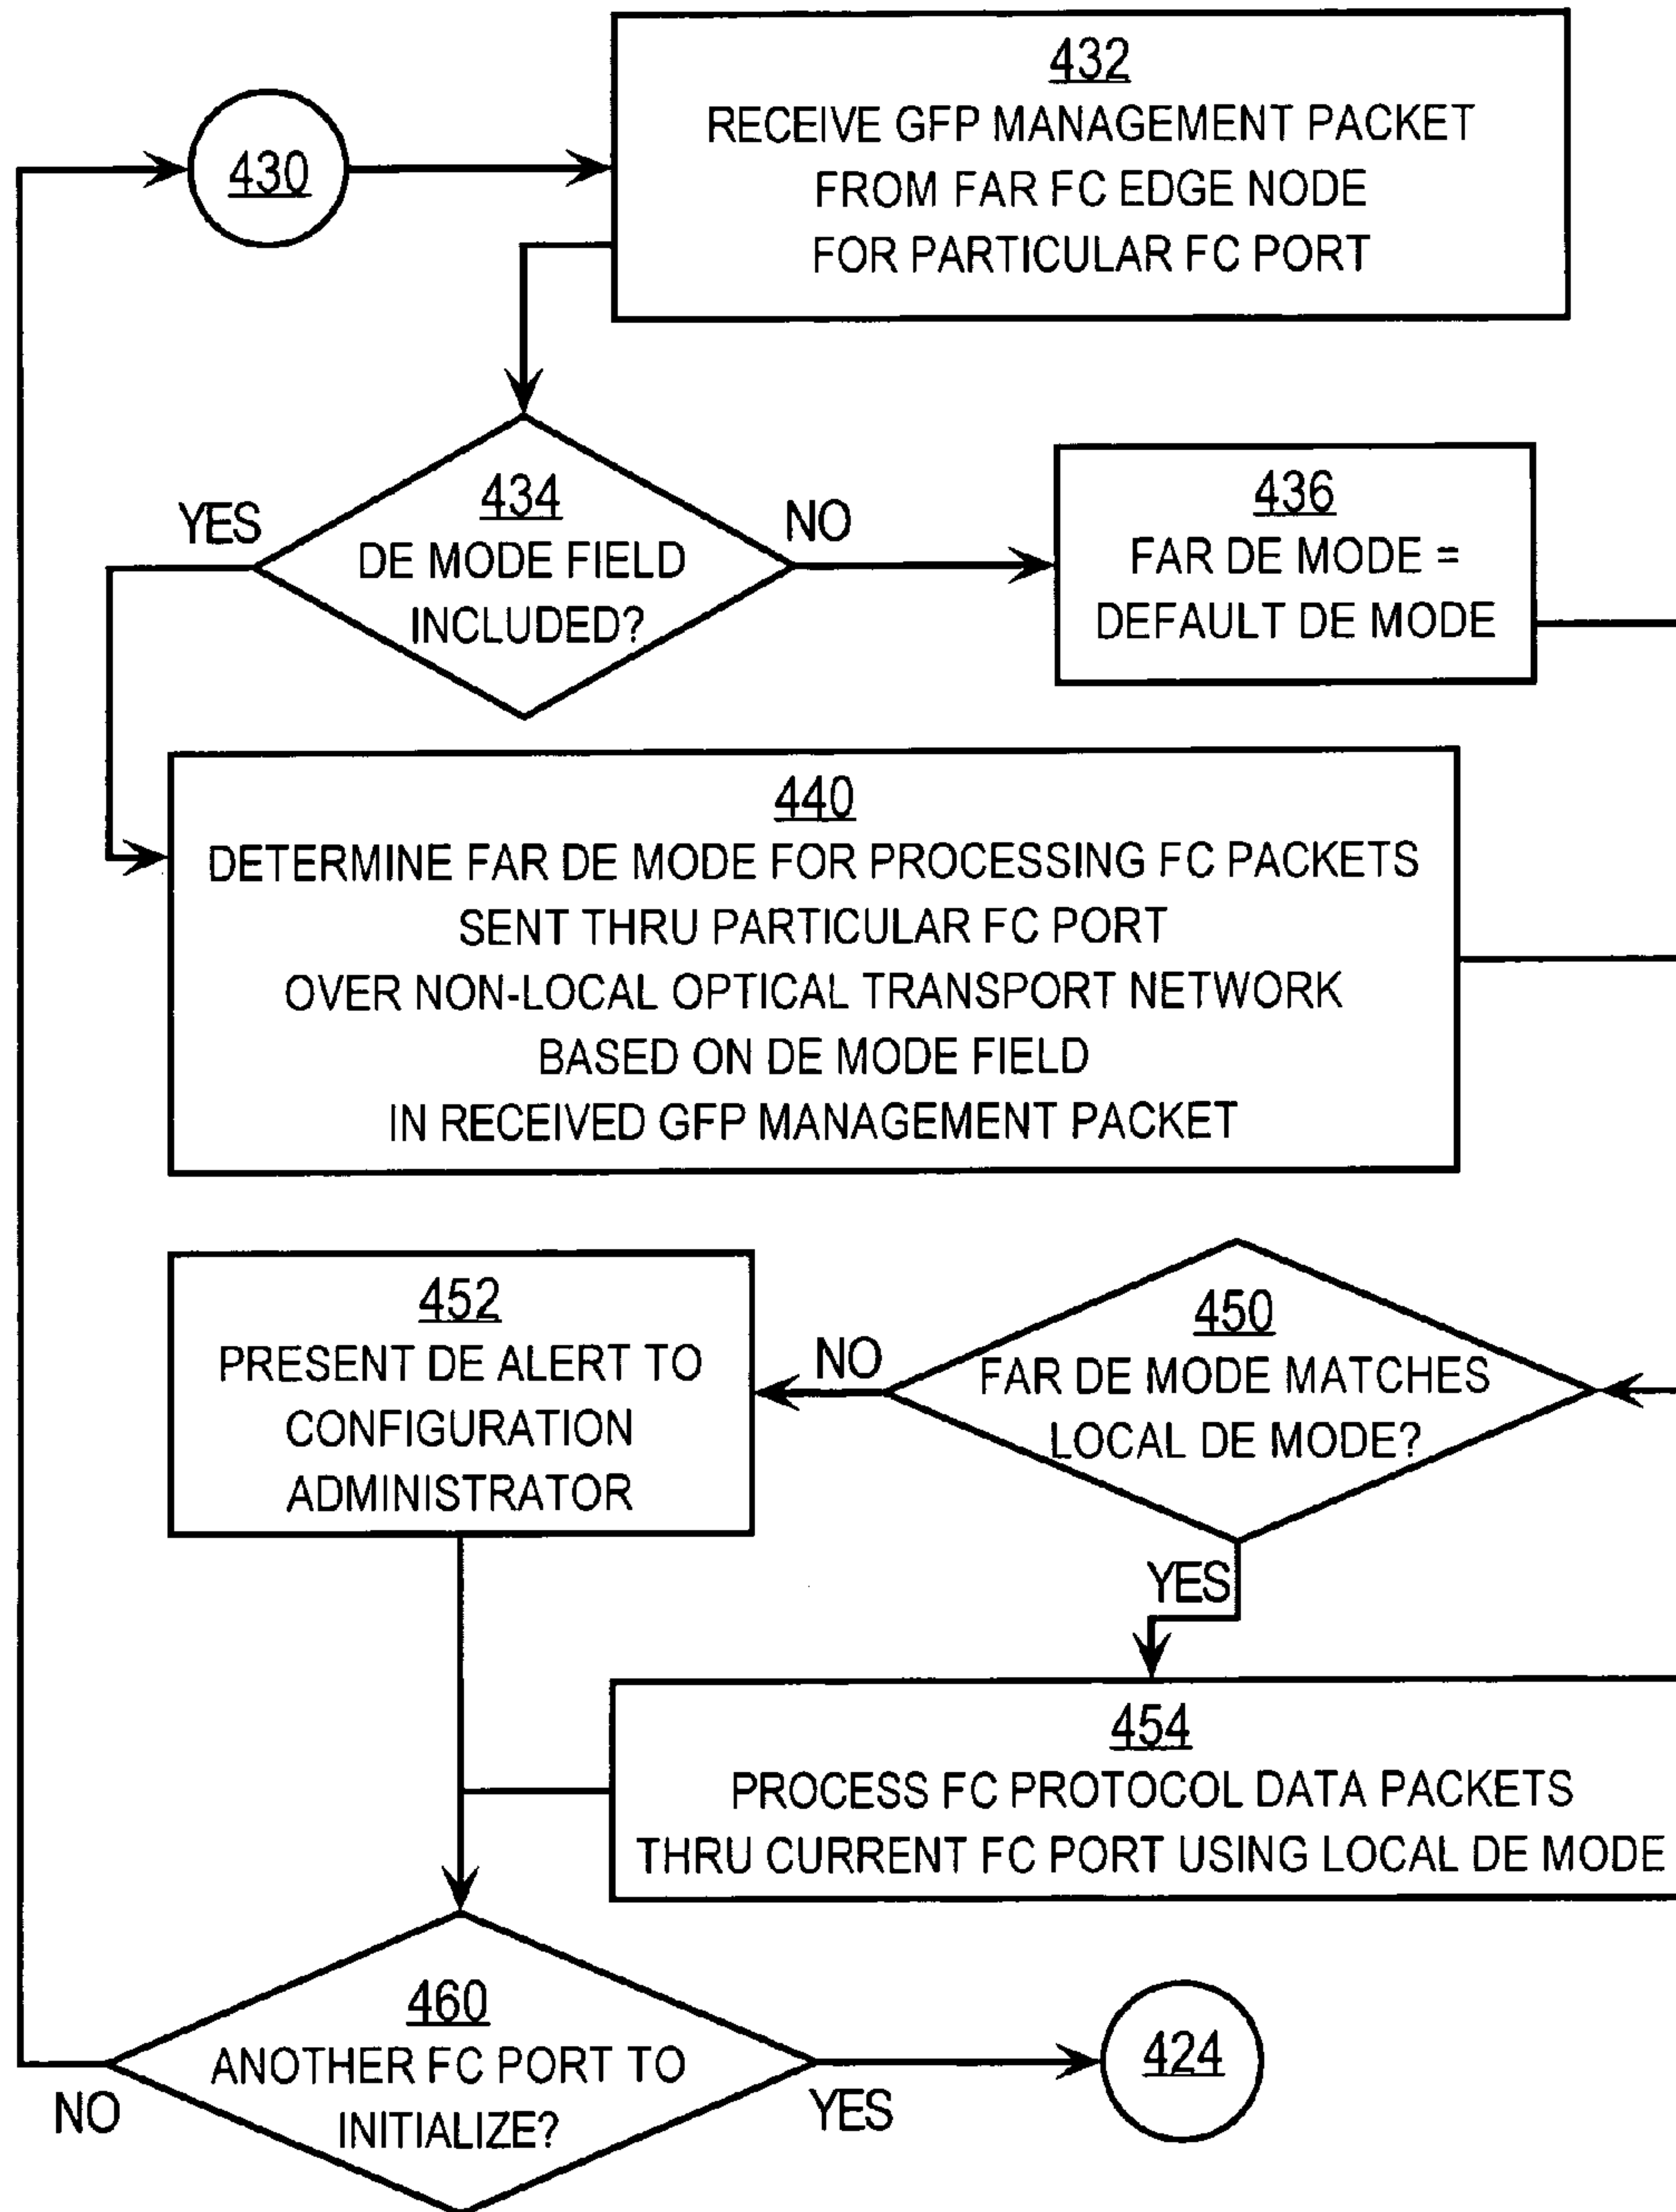 432
RECEIVE GFP MANAGEMENT PACKET
FROM FAR FC EDGE NODE
FOR PARTICULAR FC PORT
430
434
DE MODE FIELD
INCLUDED?
YES
NO
436
FAR DE MODE =
DEFAULT DE MODE
440
DETERMINE FAR DE MODE FOR PROCESSING FC PACKETS
SENT THRU PARTICULAR FC PORT
OVER NON-LOCAL OPTICAL TRANSPORT NETWORK
BASED ON DE MODE FIELD
IN RECEIVED GFP MANAGEMENT PACKET
452
PRESENT DE ALERT TO
CONFIGURATION
ADMINISTRATOR
NO
450
FAR DE MODE MATCHES
LOCAL DE MODE?
YES
454
PROCESS FC PROTOCOL DATA PACKETS
THRU CURRENT FC PORT USING LOCAL DE MODE
460
ANOTHER FC PORT TO
INITIALIZE?
NO
YES
424